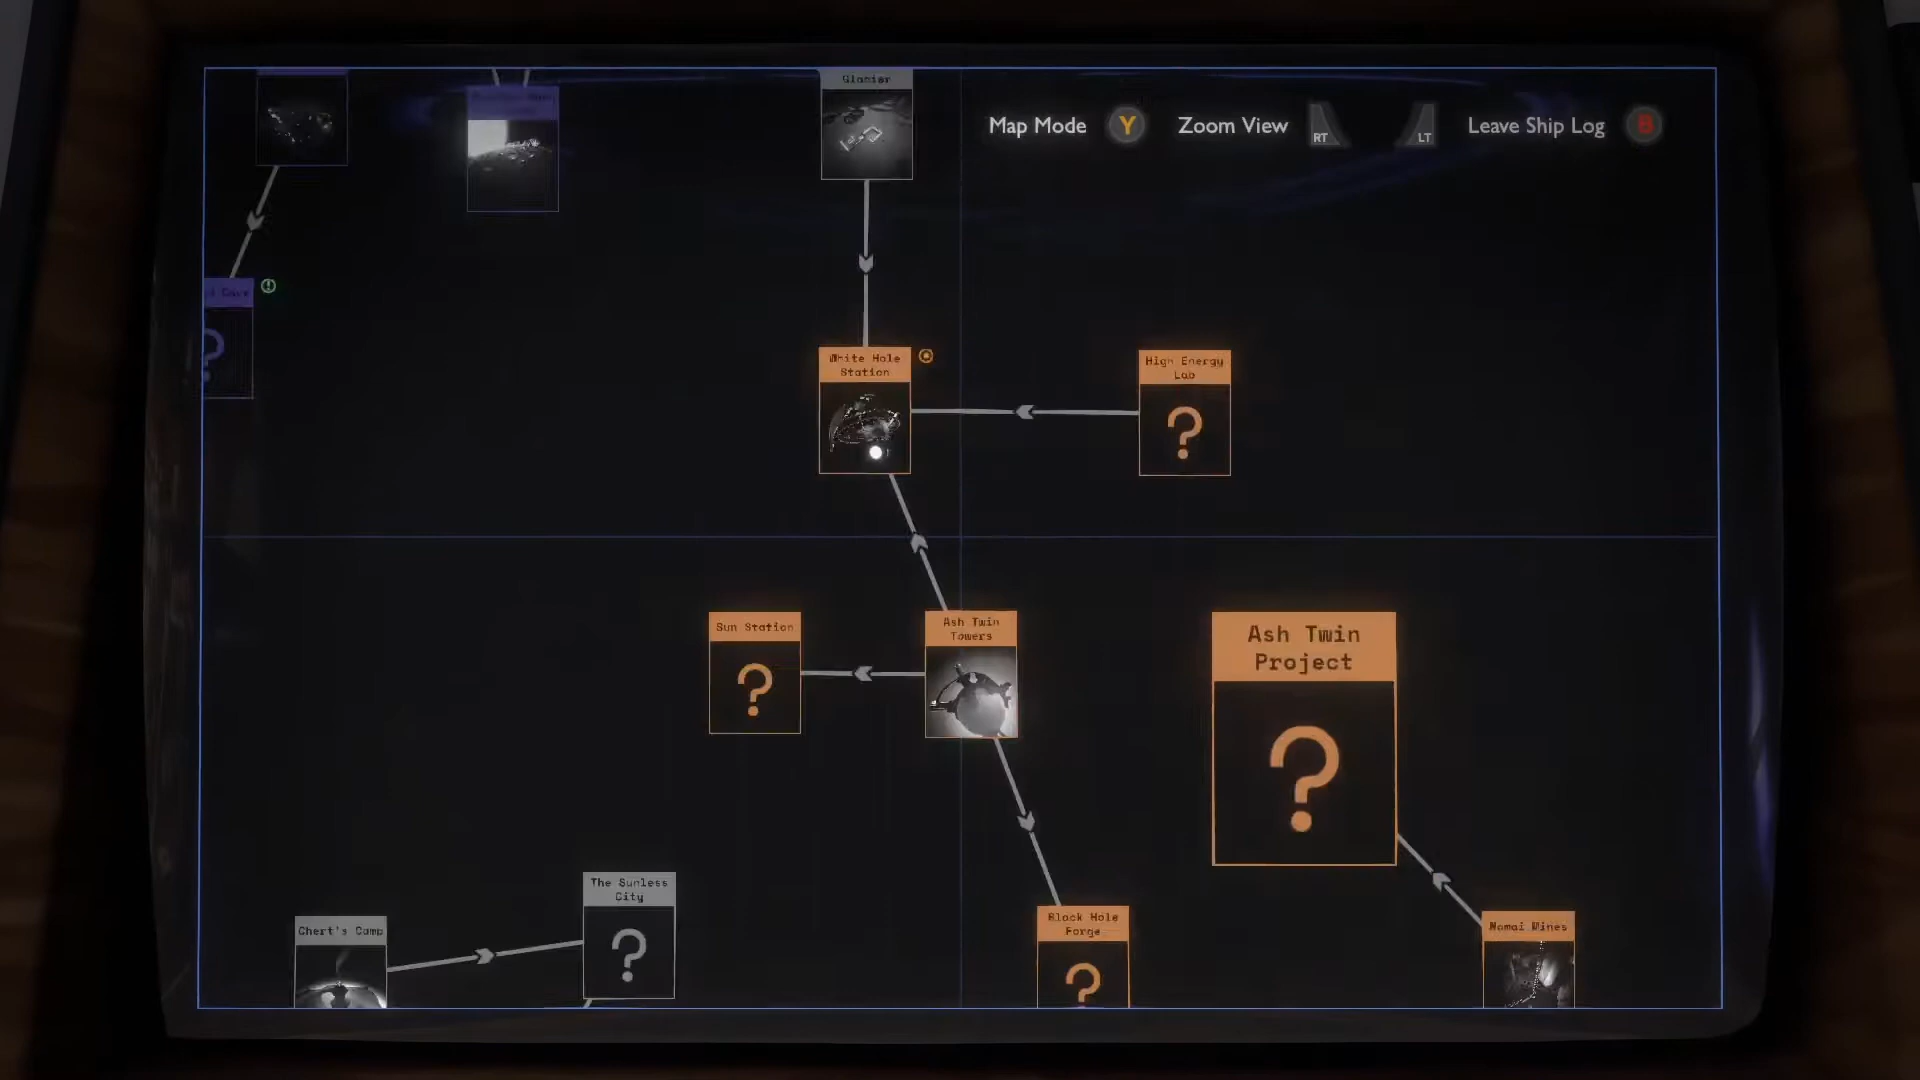 Glacier
Map Mode Y Zoom View RT LT Leave Ship Log B
White Hole
Station
High Energy
Lab
Sun Station
Ash Twin
Towers
Ash Twin
Project
The Sunless
City
Chert's Camp
Black Hole
Forge
Nomai Mines